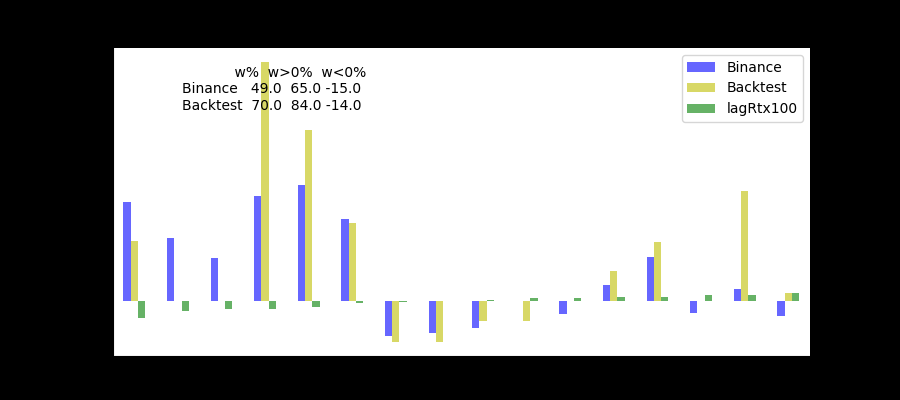 w% w>0% w<0%
Binance 49.0 65.0 -15.0
Backtest 70.0 84.0 -14.0
Binance
Backtest
lagRtx100